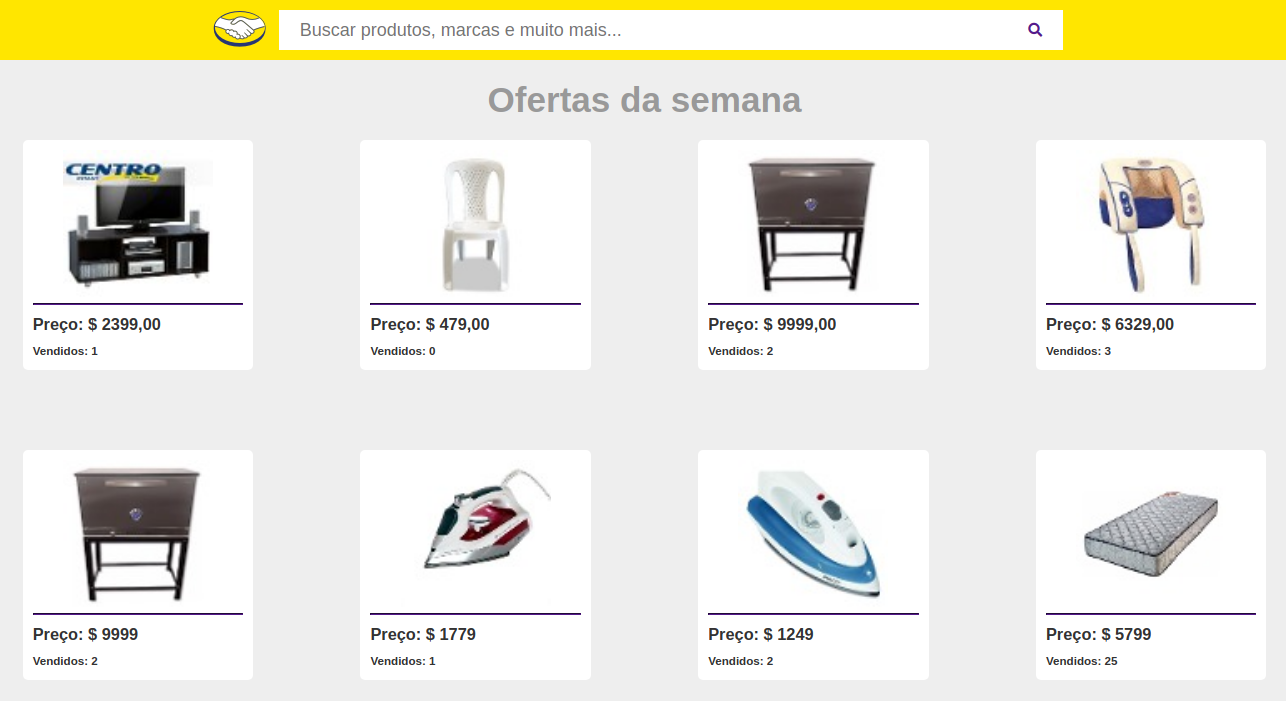 Buscar produtos, marcas e muito mais...
Ofertas da semana
CENTRO
Preço: $ 2399,00
Vendidos: 1
Preço: $ 479,00
Vendidos: 0
Preço: $ 9999,00
Vendidos: 2
Preço: $ 6329,00
Vendidos: 3
Preço: $ 9999
Vendidos: 2
Preço: $ 1779
Vendidos: 1
Preço: $ 1249
Vendidos: 2
Preço: $ 5799
Vendidos: 25